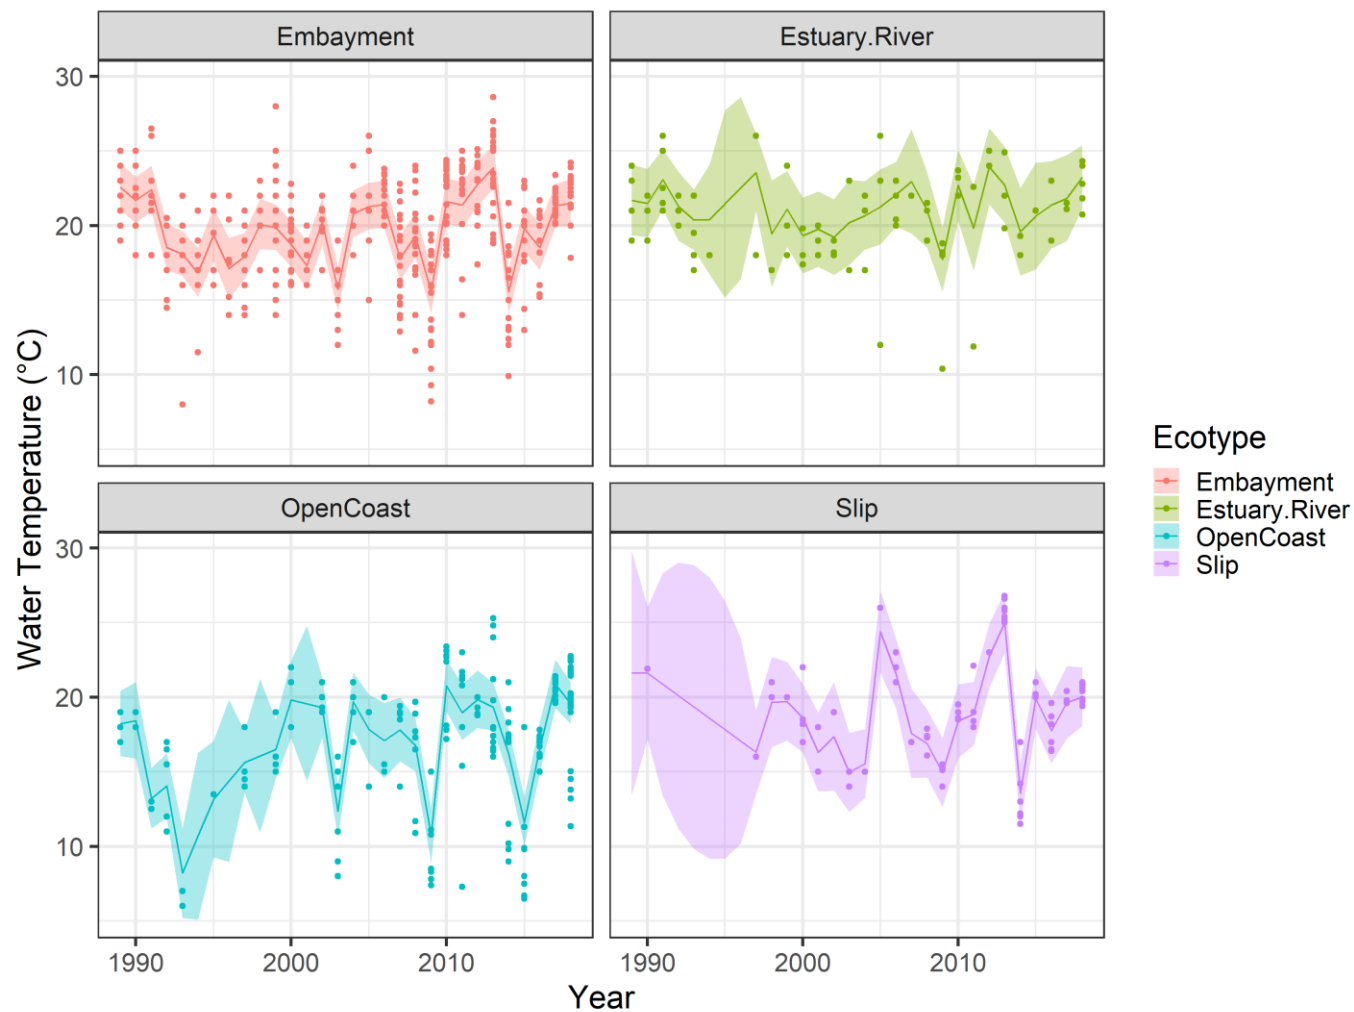 Embayment
Estuary.River
30
20
10
OpenCoast
Slip
30
20
10
Water Temperature (°C)
1990
2000
2010
1990
2000
2010
Year
Ecotype
Embayment
Estuary.River
OpenCoast
Slip